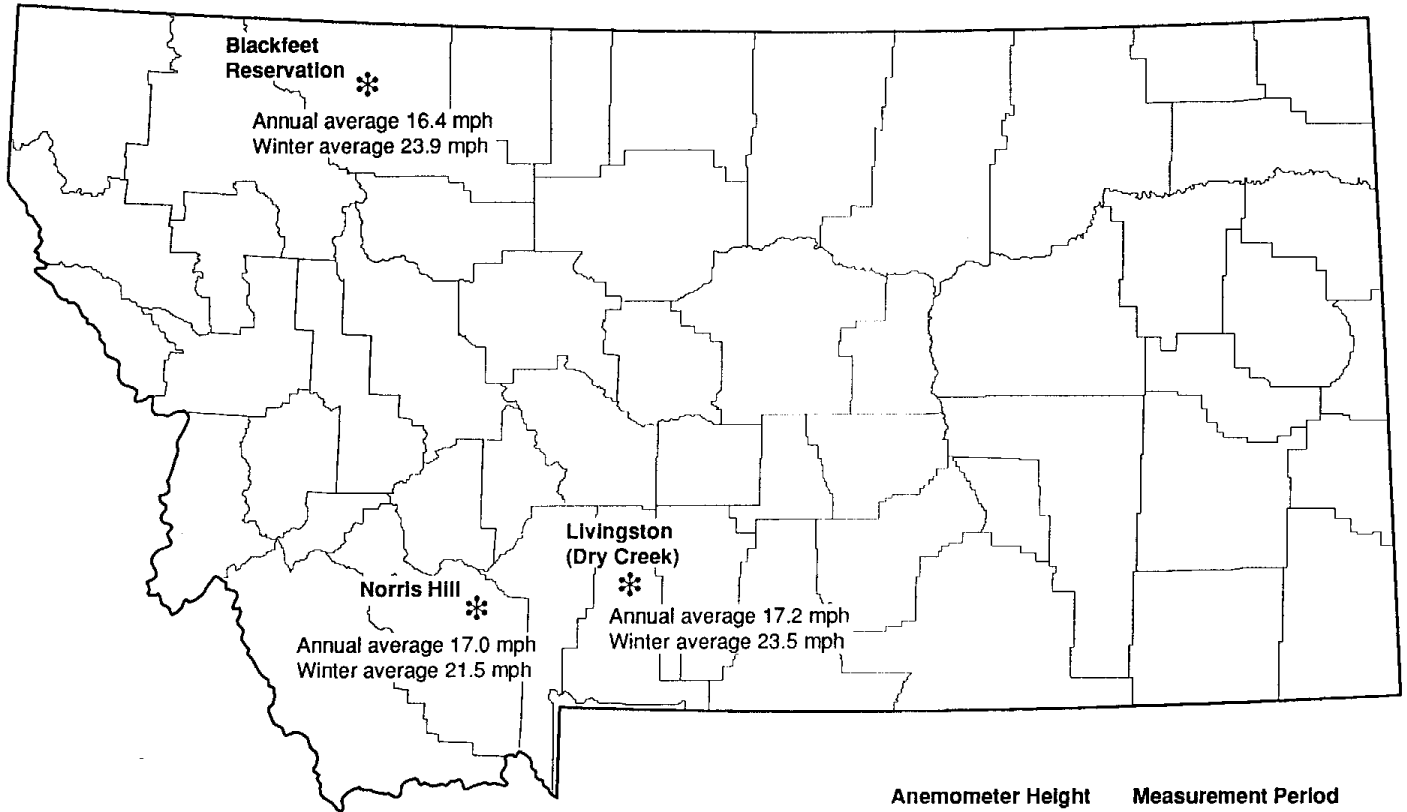 Blackfeet
Reservation
Annual average 16.4 mph
Winter average 23.9 mph
Livingston
(Dry Creek)
Annual average 17.2 mph
Winter average 23.5 mph
Norris Hill
Annual average 17.0 mph
Winter average 21.5 mph
Anemometer Height Measurement Period